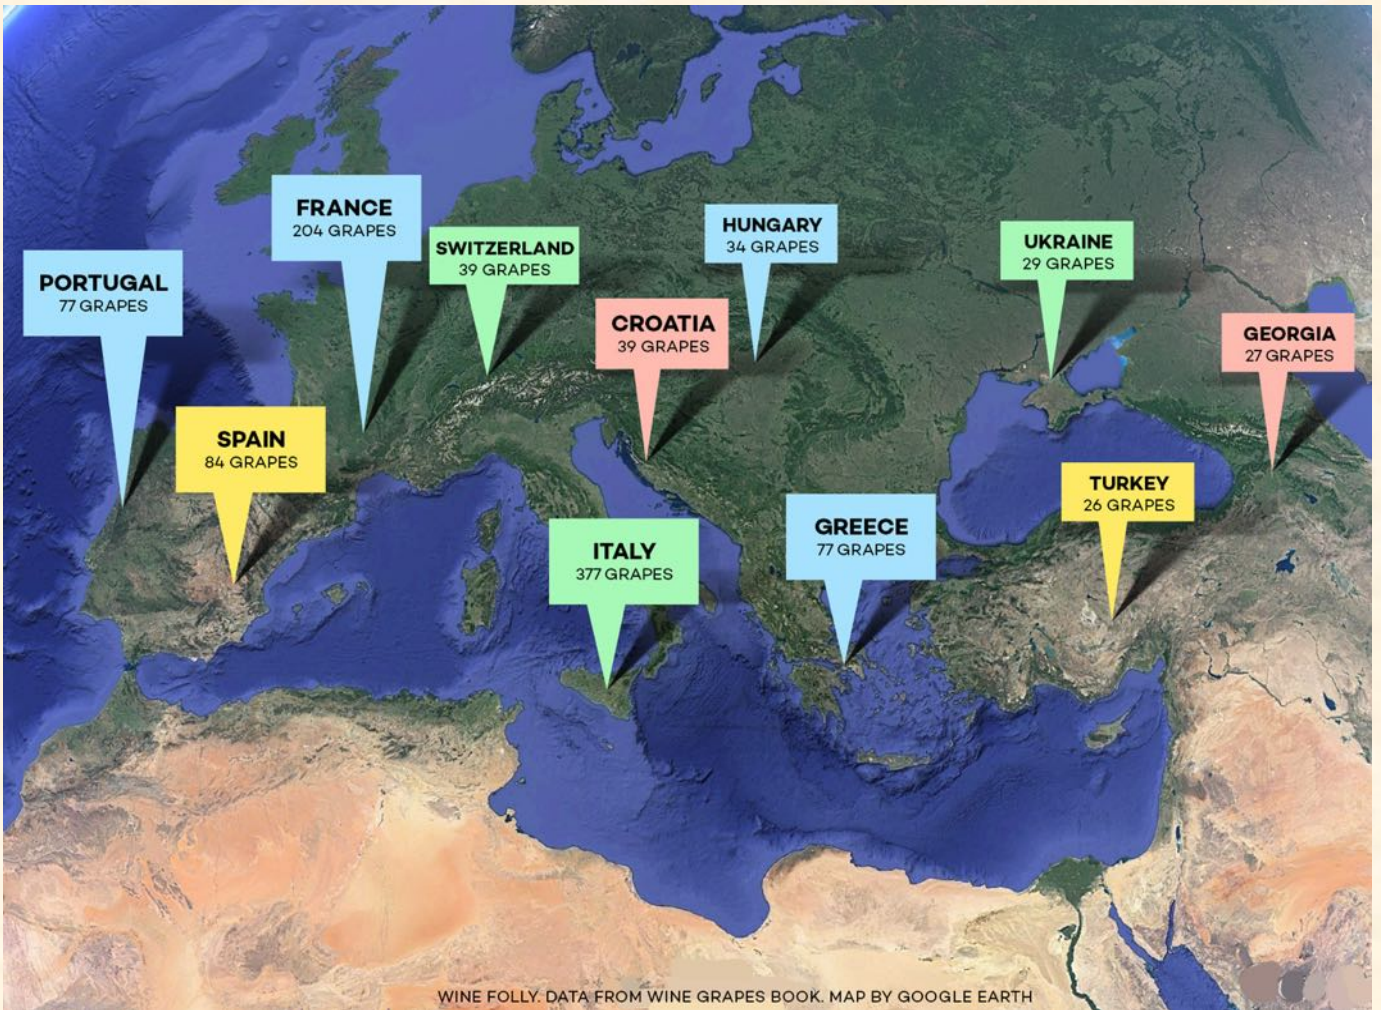 FRANCE
204 GRAPES
HUNGARY
34 GRAPES
SWITZERLAND
39 GRAPES
UKRAINE
29 GRAPES
PORTUGAL
77 GRAPES
CROATIA
39 GRAPES
GEORGIA
27 GRAPES
SPAIN
84 GRAPES
TURKEY
26 GRAPES
GREECE
77 GRAPES
ITALY
377 GRAPES
WINE FOLLY. DATA FROM WINE GRAPES BOOK. MAP BY GOOGLE EARTH